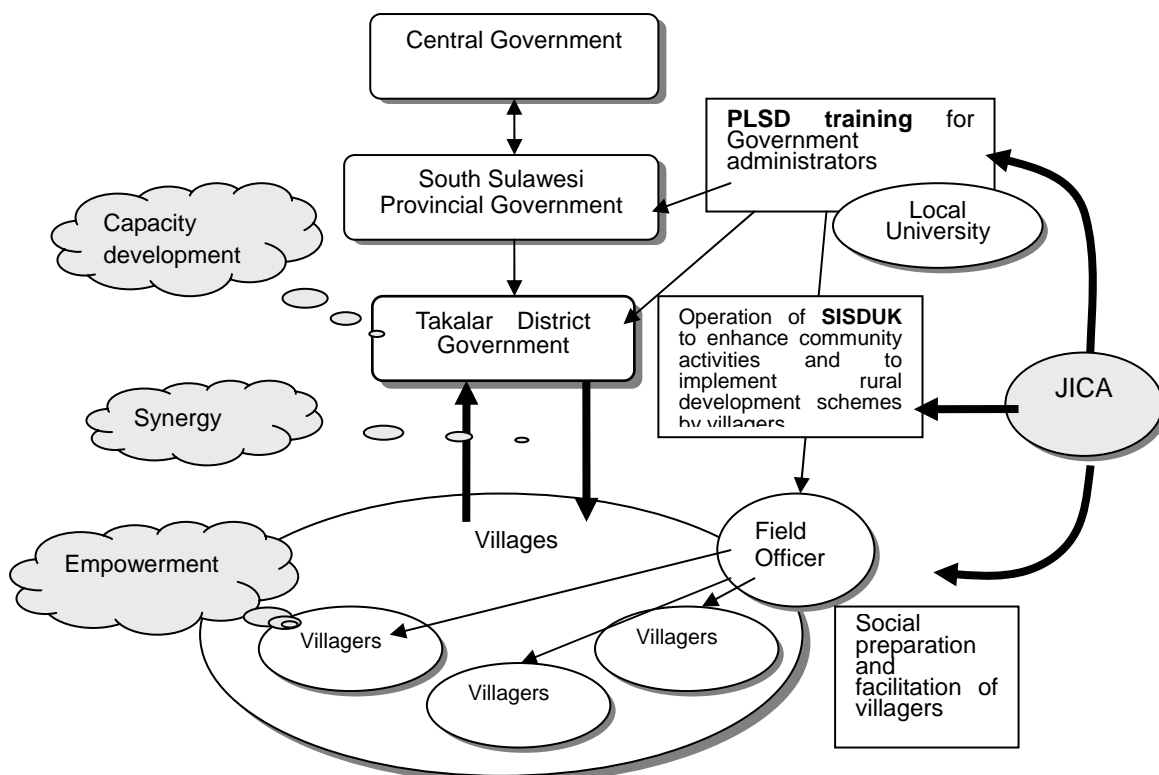 Central Government
PLSD training for
Government
administrators
South Sulawesi
Provincial Government
Local
University
Capacity
development
Takalar District
Government
Operation of SISDUK
to enhance community
activities and to
implement rural
development schemes
by villagers
JICA
Synergy
Villages
Field
Officer
Empowerment
Villagers
Villagers
Villagers
Social
preparation
and
facilitation of
villagers